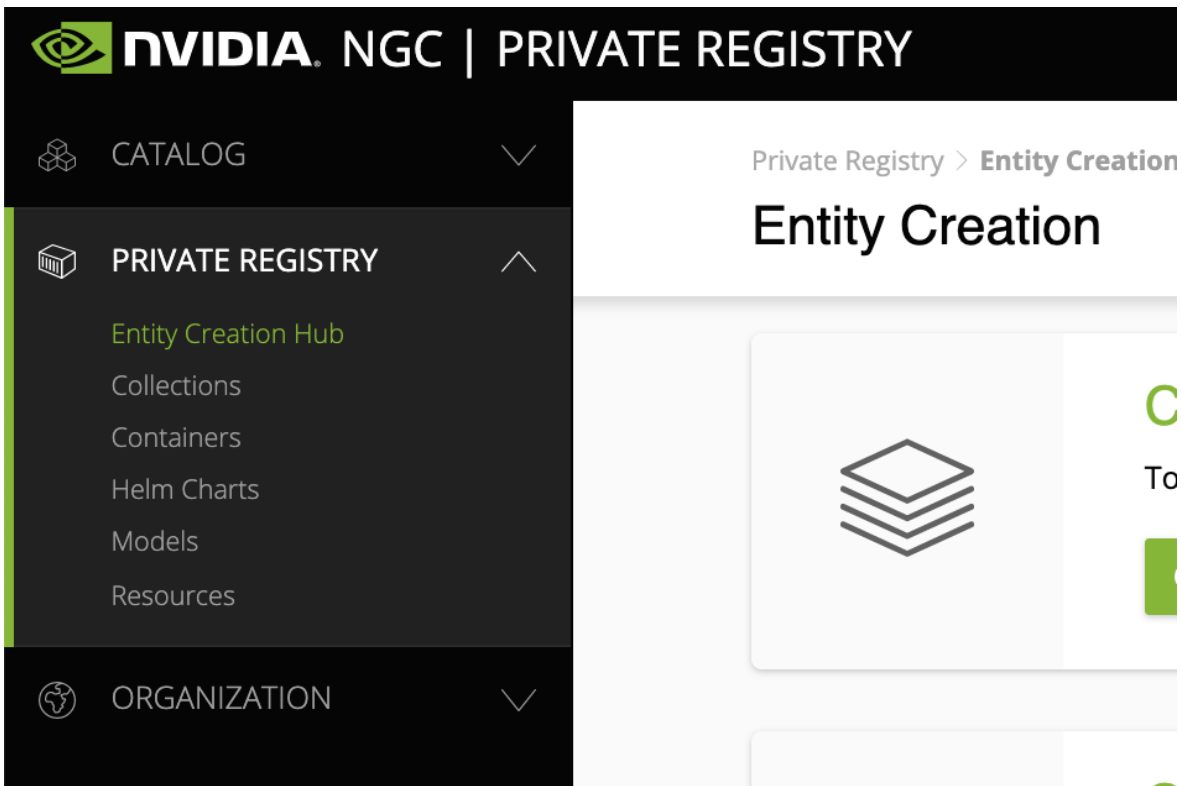 NVIDIA. NGC | PRIVATE REGISTRY
CATALOG
PRIVATE REGISTRY
Entity Creation Hub
Collections
Containers
Helm Charts
Models
Resources
ORGANIZATION
Private Registry > Entity Creation
Entity Creation
To